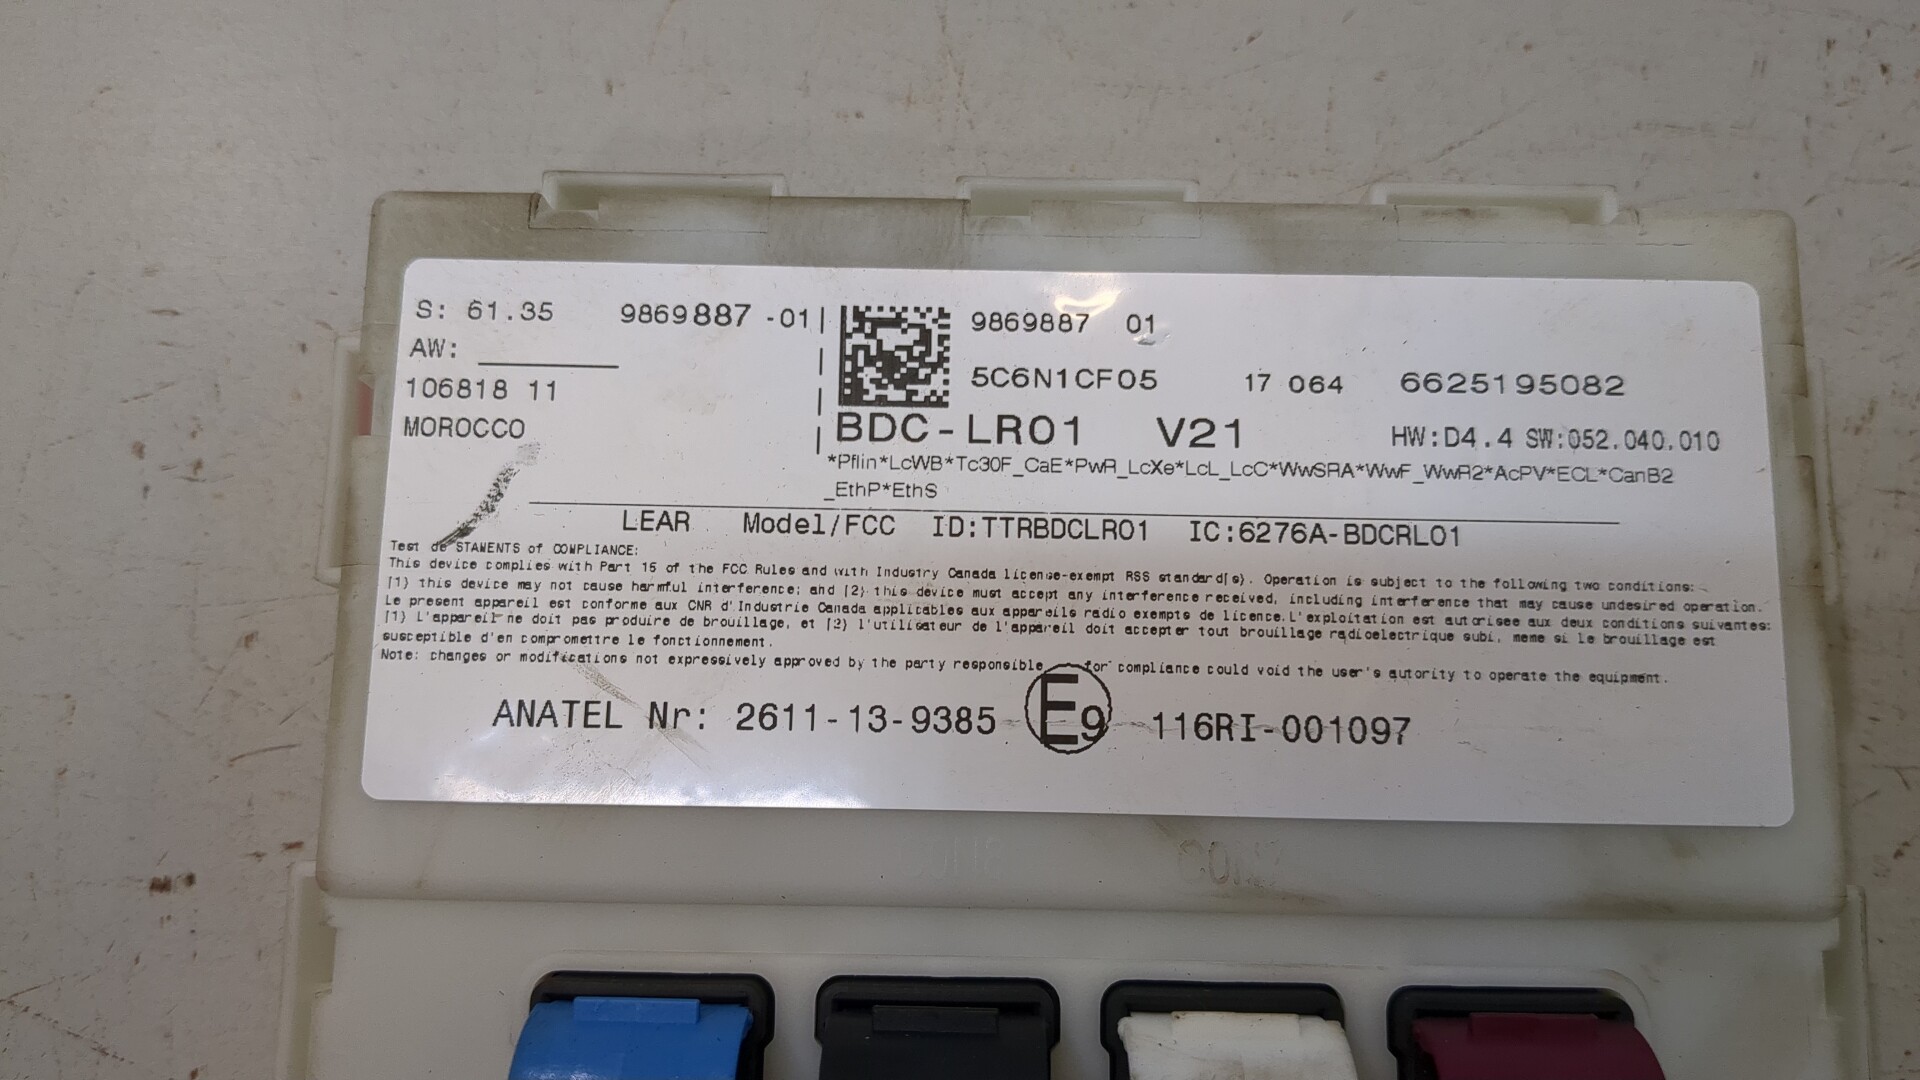 S: 61.35 9869887 -01
AW:
106818 11
MOROCCO
9869887 01
5C6N1CF05 17 064 6625195082
BDC-LR01 V21 HW:D4.4 SW:052.040.010
*Pflin*LcWB*Tc30F_CaE*PwR_LcXe*LcL_LcC*WwSRA*WwF_WwR2*AcPV*ECL*CanB2
_EthP*EthS
LEAR Model/FCC ID:TTRBDCLR01 IC:6276A-BDCRL01
Test de STAMENTS of COMPLIANCE:
This device complies with Part 15 of the FCC Rules and with Industry Canada license-exempt RSS standard(s). Operation is subject to the following two conditions:
(1) this device may not cause harmful interference; and (2) this device must accept any interference received, including interference that may cause undesired operation.
Le present appareil est conforme aux CNR d'Industrie Canada applicables aux appareils radio exempts de licence.L'exploitation est autorisee aux deux conditions suivantes:
(1) L'appareil ne doit pas produire de brouillage, et (2) l'utilisateur de l'appareil doit accepter tout brouillage radioelectrique subi, meme si le brouillage est
susceptible d'en compromettre le fonctionnement.
Note: changes or modifications not expressively approved by the party responsible for compliance could void the user's autority to operate the equipment.
ANATEL Nr: 2611-13-9385 E9 116RI-001097